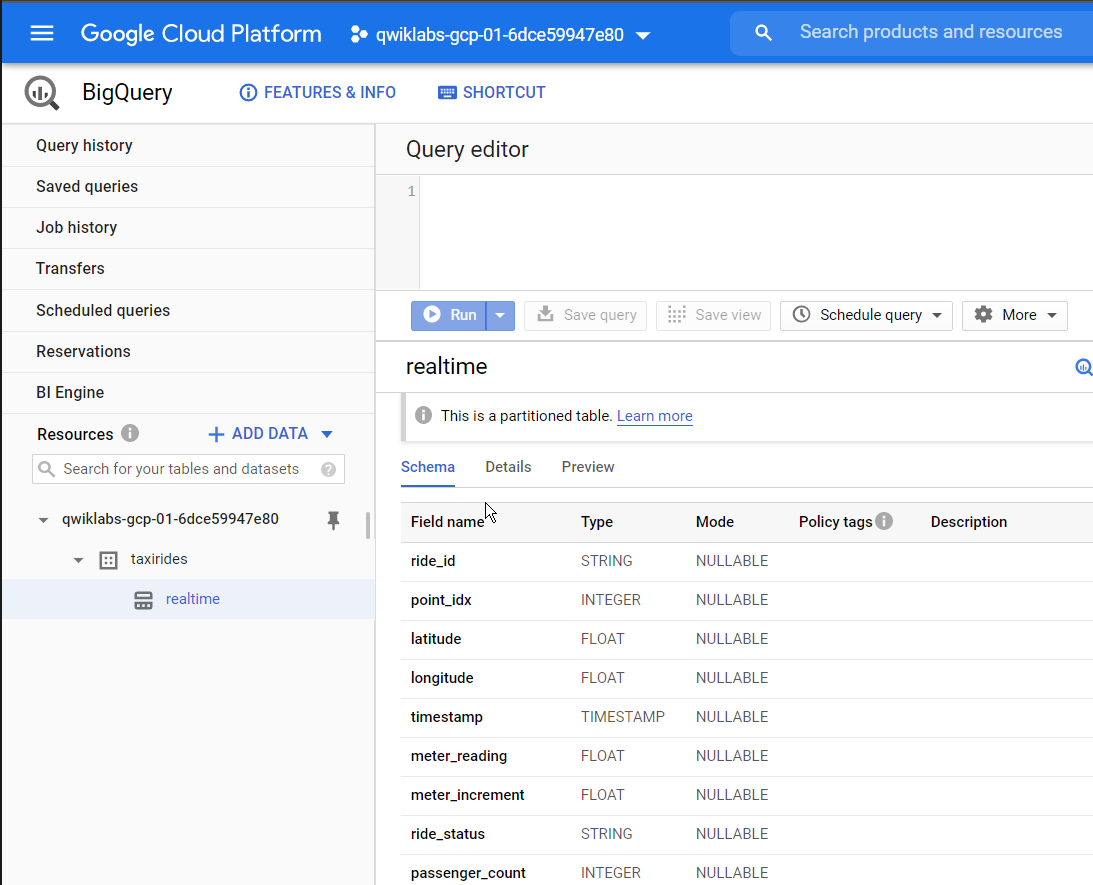 Google Cloud Platform qwiklabs-gcp-01-6dce59947e80 Search products and resources
BigQuery FEATURES & INFO SHORTCUT
Query history
Saved queries
Job history
Transfers
Scheduled queries
Reservations
BI Engine
Resources ADD DATA
Search for your tables and datasets
qwiklabs-gcp-01-6dce59947e80
taxirides
realtime
Query editor
1
Run Save query Save view Schedule query More
realtime
This is a partitioned table. Learn more
Schema Details Preview
Field name Type Mode Policy tags Description
ride_id STRING NULLABLE
point_idx INTEGER NULLABLE
latitude FLOAT NULLABLE
longitude FLOAT NULLABLE
timestamp TIMESTAMP NULLABLE
meter_reading FLOAT NULLABLE
meter_increment FLOAT NULLABLE
ride_status STRING NULLABLE
passenger_count INTEGER NULLABLE